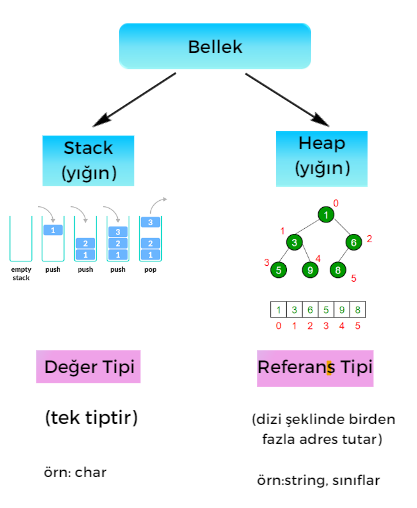 Bellek
Stack
(yığın)
Heap
(yığın)
1
2
1
3
2
1
3
2
1
empty
stack
push
push
push
pop
0
1
1
3
6
2
3
5
4
9
8
5
1 3 6 5 9 8
0 1 2 3 4 5
Değer Tipi
Referans Tipi
(tek tiptir)
(dizi şeklinde birden
fazla adres tutar)
örn: char
örn:string, sınıflar